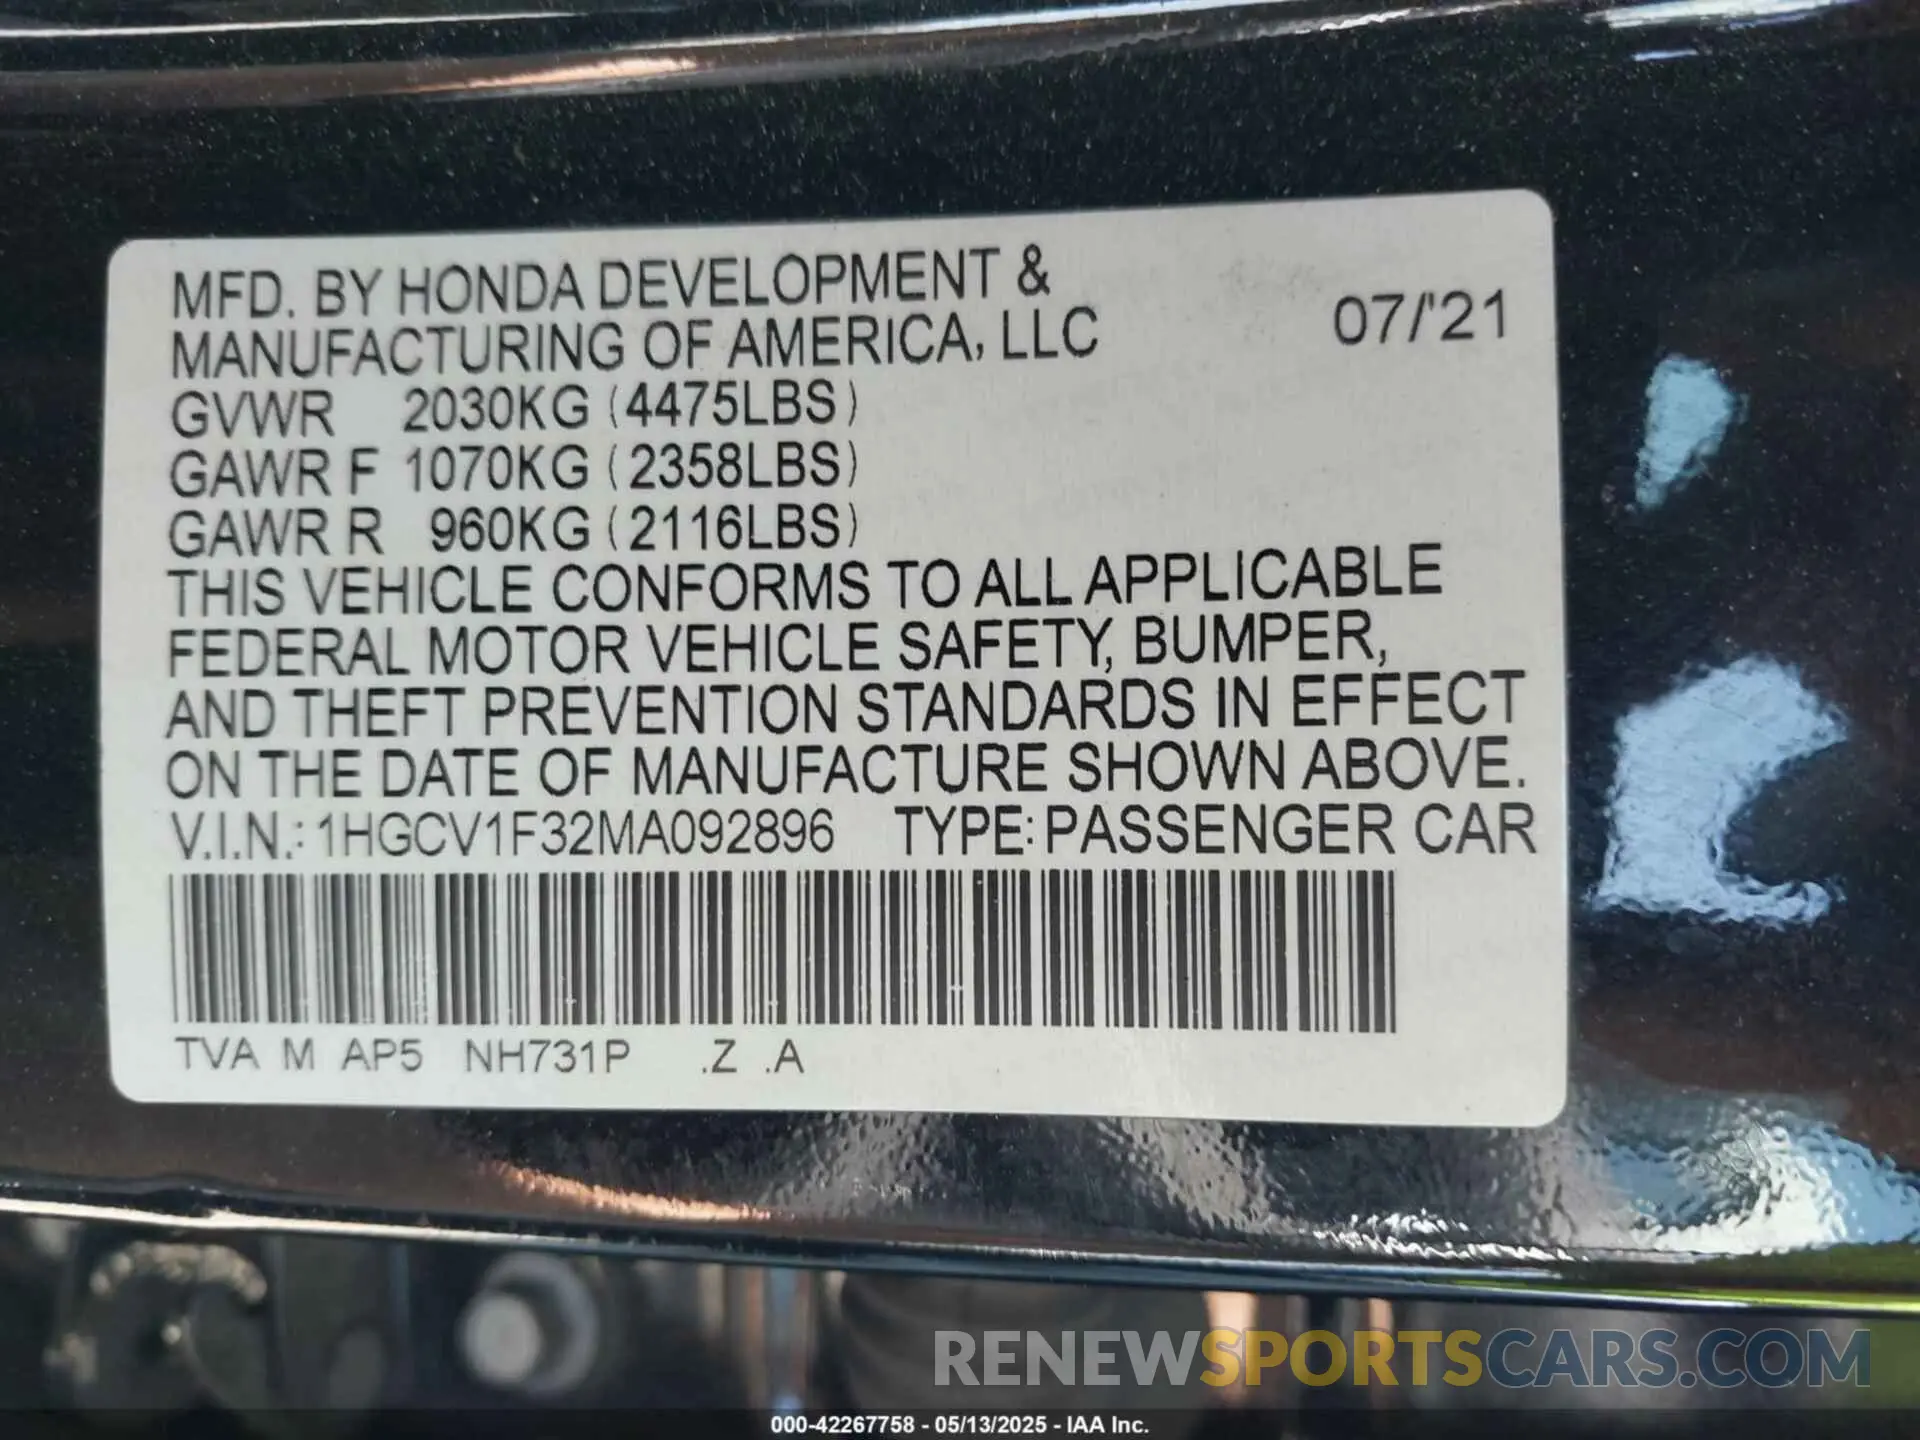 MFD. BY HONDA DEVELOPMENT &
MANUFACTURING OF AMERICA, LLC
07/'21
GVWR 2030KG (4475LBS)
GAWR F 1070KG (2358LBS)
GAWR R 960KG (2116LBS)
THIS VEHICLE CONFORMS TO ALL APPLICABLE
FEDERAL MOTOR VEHICLE SAFETY, BUMPER,
AND THEFT PREVENTION STANDARDS IN EFFECT
ON THE DATE OF MANUFACTURE SHOWN ABOVE.
V.I.N.: 1HGCV1F32MA092896 TYPE: PASSENGER CAR
TVA M AP5 NH731P .Z .A
RENEWSPORTSCARS.COM
000-42267758 - 05/13/2025 - IAA Inc.